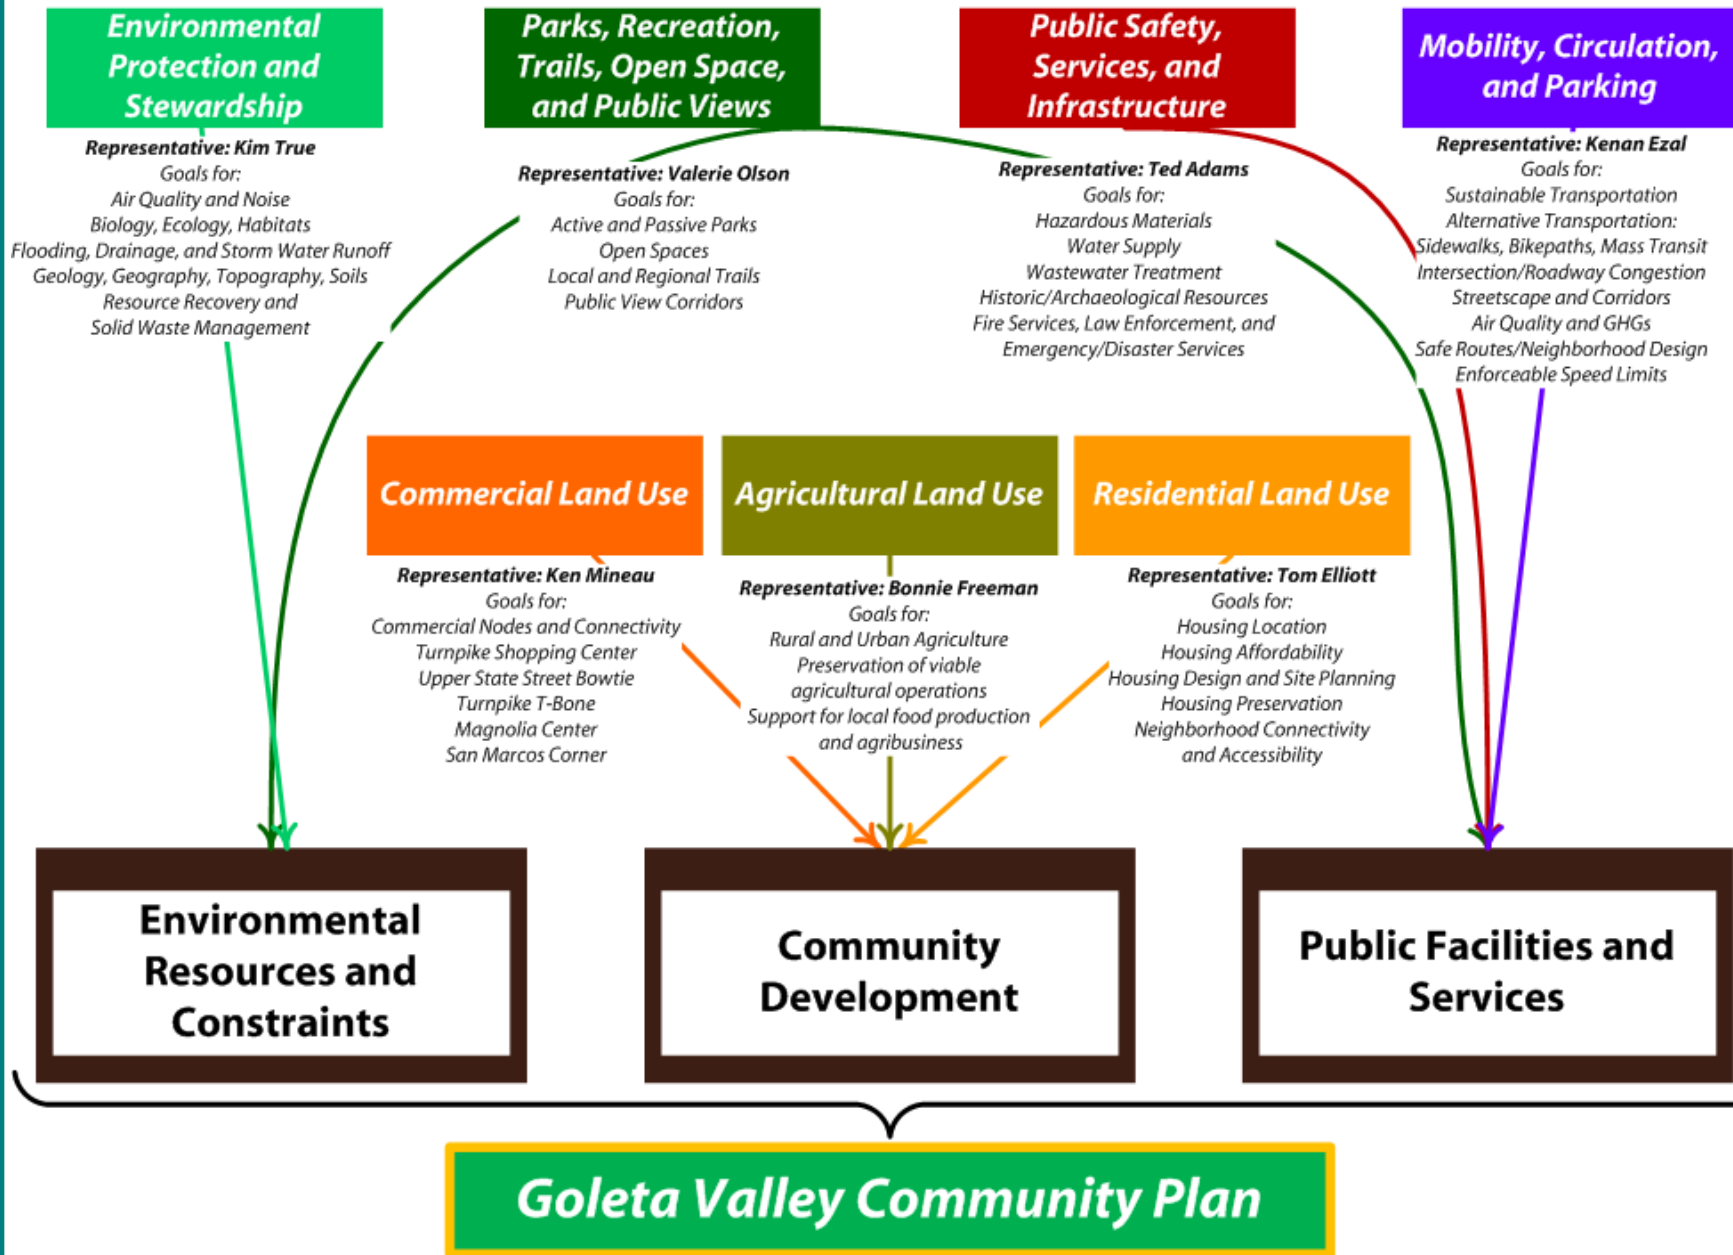 Environmental
Protection and
Stewardship
Representative: Kim True
Goals for:
Air Quality and Noise
Biology, Ecology, Habitats
Flooding, Drainage, and Storm Water Runoff
Geology, Geography, Topography, Soils
Resource Recovery and
Solid Waste Management
Parks, Recreation,
Trails, Open Space,
and Public Views
Representative: Valerie Olson
Goals for:
Active and Passive Parks
Open Spaces
Local and Regional Trails
Public View Corridors
Public Safety,
Services, and
Infrastructure
Representative: Ted Adams
Goals for:
Hazardous Materials
Water Supply
Wastewater Treatment
Historic/Archaeological Resources
Fire Services, Law Enforcement, and
Emergency/Disaster Services
Mobility, Circulation,
and Parking
Representative: Kenan Ezal
Goals for:
Sustainable Transportation
Alternative Transportation:
Sidewalks, Bikepaths, Mass Transit
Intersection/Roadway Congestion
Streetscape and Corridors
Air Quality and GHGs
Safe Routes/Neighborhood Design
Enforceable Speed Limits
Commercial Land Use
Representative: Ken Mineau
Goals for:
Commercial Nodes and Connectivity
Turnpike Shopping Center
Upper State Street Bowtie
Turnpike T-Bone
Magnolia Center
San Marcos Corner
Agricultural Land Use
Representative: Bonnie Freeman
Goals for:
Rural and Urban Agriculture
Preservation of viable
agricultural operations
Support for local food production
and agribusiness
Residential Land Use
Representative: Tom Elliott
Goals for:
Housing Location
Housing Affordability
Housing Design and Site Planning
Housing Preservation
Neighborhood Connectivity
and Accessibility
Environmental
Resources and
Constraints
Community
Development
Public Facilities and
Services
Goleta Valley Community Plan